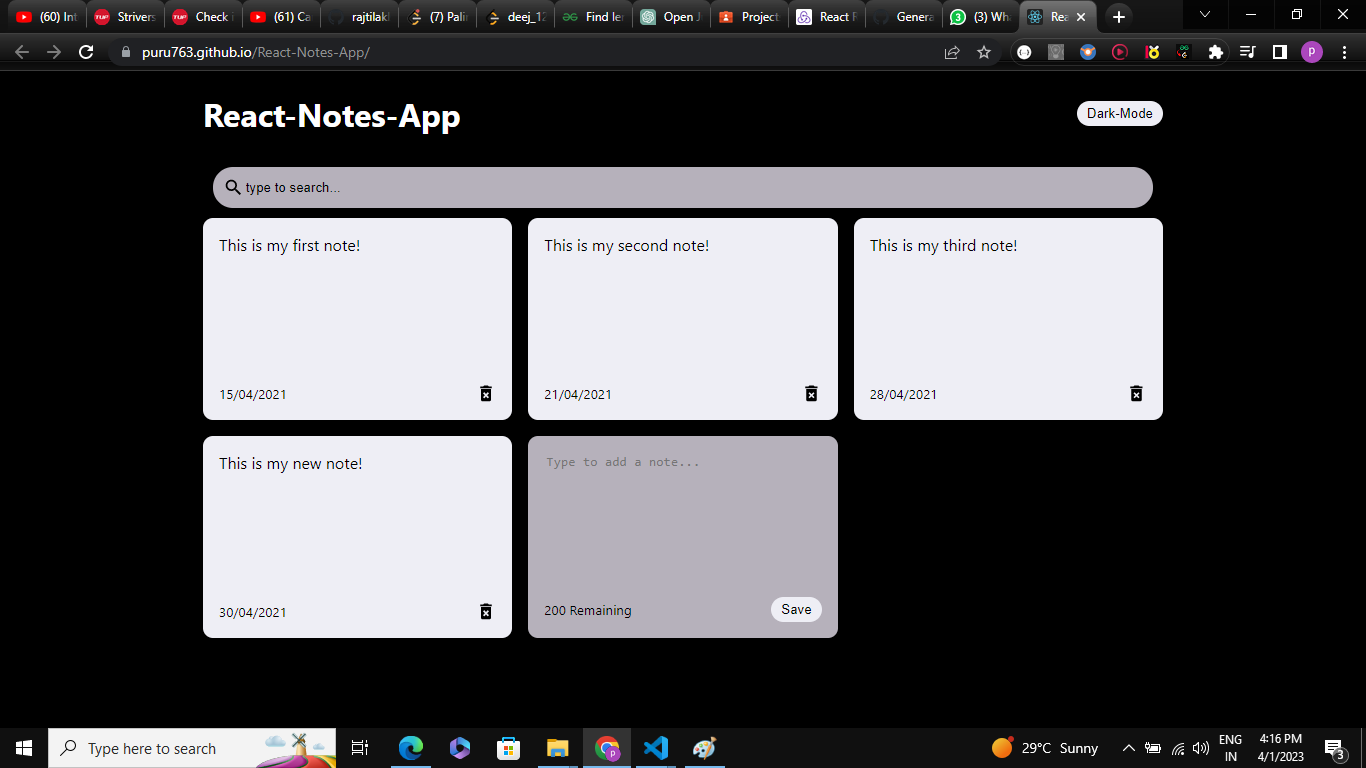 (60) Int
Strivers
Check i
(61) Ca
rajtilak
(7) Pali
deej_12
Find ler
Open J
Project
React R
Genera
(3) Wha
Rea
puru763.github.io/React-Notes-App/
React-Notes-App
Dark-Mode
type to search...
This is my first note!
This is my second note!
This is my third note!
15/04/2021
21/04/2021
28/04/2021
This is my new note!
Type to add a note...
30/04/2021
200 Remaining
Save
Type here to search
29°C Sunny
ENG
IN
4:16 PM
4/1/2023
3